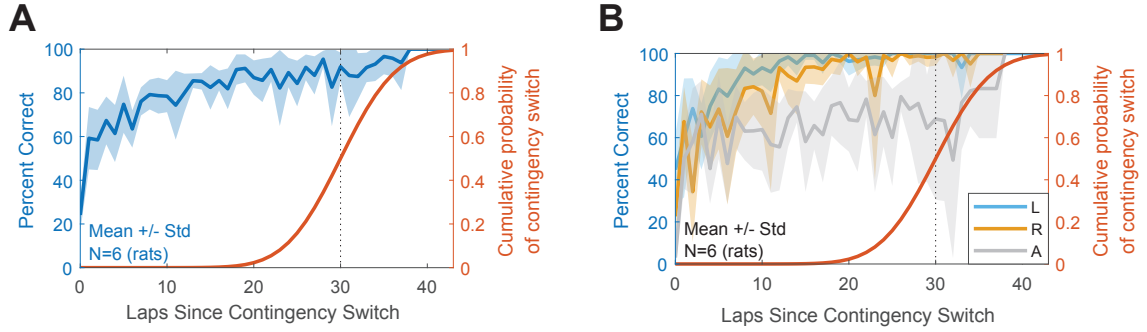 A
100
80
60
40
20
0
Percent Correct
Mean +/- Std
N=6 (rats)
0
10
20
30
40
Laps Since Contingency Switch
1
0.8
0.6
0.4
0.2
0
Cumulative probability
of contingency switch
B
100
80
60
40
20
0
Percent Correct
Mean +/- Std
N=6 (rats)
L
R
A
0
10
20
30
40
Laps Since Contingency Switch
1
0.8
0.6
0.4
0.2
0
Cumulative probability
of contingency switch